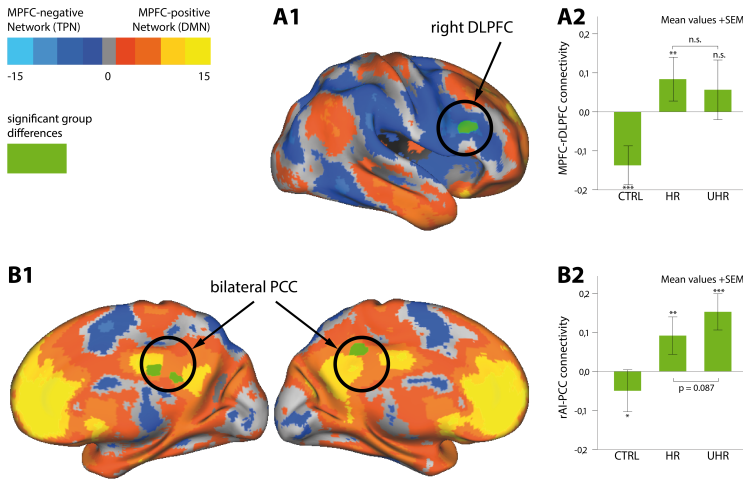 MPFC-negative
Network (TPN)
MPFC-positive
Network (DMN)
-15
0
15
significant group
differences
A1
right DLPFC
A2
Mean values +SEM
n.s.
**
n.s.
0,2
0,1
0,0
-0,1
-0,2
MPFC-rDLPFC connectivity
***
CTRL
HR
UHR
B1
bilateral PCC
B2
Mean values +SEM
***
**
0,2
0,1
0,0
-0,1
-0,2
rAI-PCC connectivity
p = 0.087
*
CTRL
HR
UHR